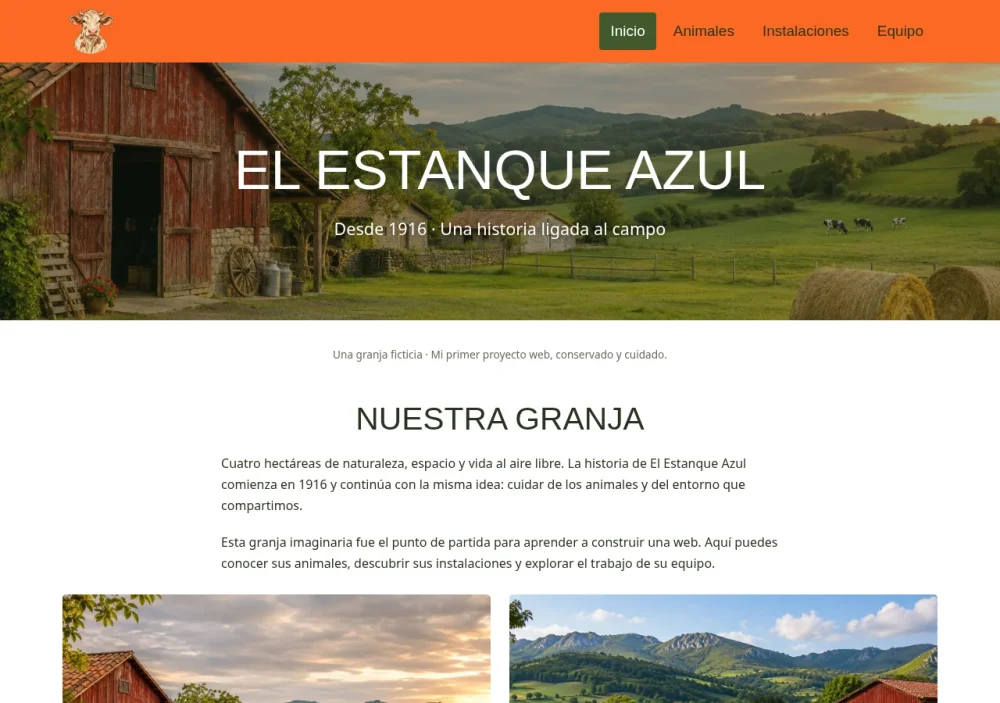 Inicio
Animales
Instalaciones
Equipo
EL ESTANQUE AZUL
Desde 1916 · Una historia ligada al campo
Una granja ficticia · Mi primer proyecto web, conservado y cuidado.
NUESTRA GRANJA
Cuatro hectáreas de naturaleza, espacio y vida al aire libre. La historia de El Estanque Azul
comienza en 1916 y continúa con la misma idea: cuidar de los animales y del entorno que
compartimos.
Esta granja imaginaria fue el punto de partida para aprender a construir una web. Aquí puedes
conocer sus animales, descubrir sus instalaciones y explorar el trabajo de su equipo.